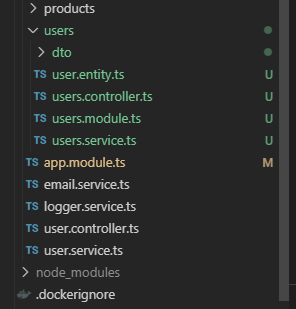 products
users
dto
TS user.entity.ts U
TS users.controller.ts U
TS users.module.ts U
TS users.service.ts U
TS app.module.ts M
TS email.service.ts
TS logger.service.ts
TS user.controller.ts
TS user.service.ts
node_modules
.dockerignore